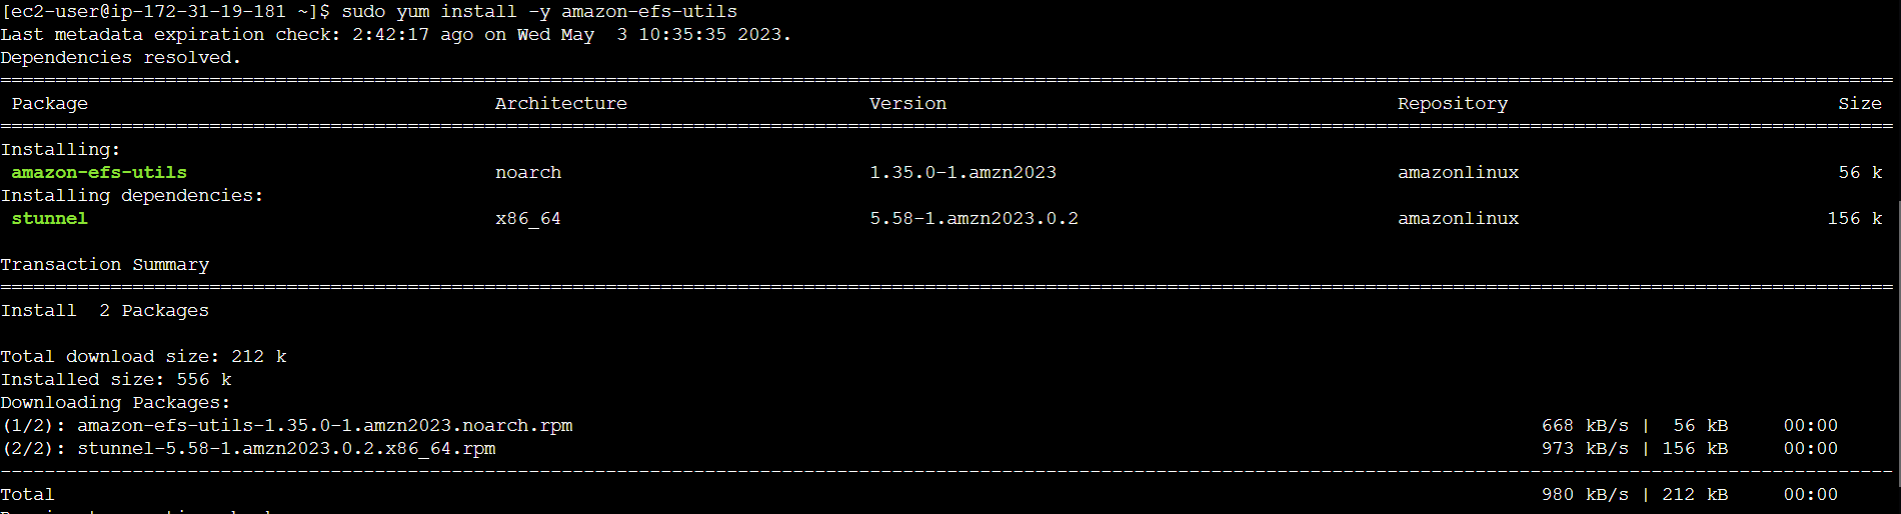 [ec2-user@ip-172-31-19-181 ~]$ sudo yum install -y amazon-efs-utils
Last metadata expiration check: 2:42:17 ago on Wed May  3 10:35:35 2023.
Dependencies resolved.
Package Architecture Version Repository Size
Installing:
amazon-efs-utils noarch 1.35.0-1.amzn2023 amazonlinux 56 k
Installing dependencies:
stunnel x86_64 5.58-1.amzn2023.0.2 amazonlinux 156 k
Transaction Summary
Install  2 Packages
Total download size: 212 k
Installed size: 556 k
Downloading Packages:
(1/2): amazon-efs-utils-1.35.0-1.amzn2023.noarch.rpm 668 kB/s |  56 kB 00:00
(2/2): stunnel-5.58-1.amzn2023.0.2.x86_64.rpm 973 kB/s | 156 kB 00:00
Total 980 kB/s | 212 kB 00:00